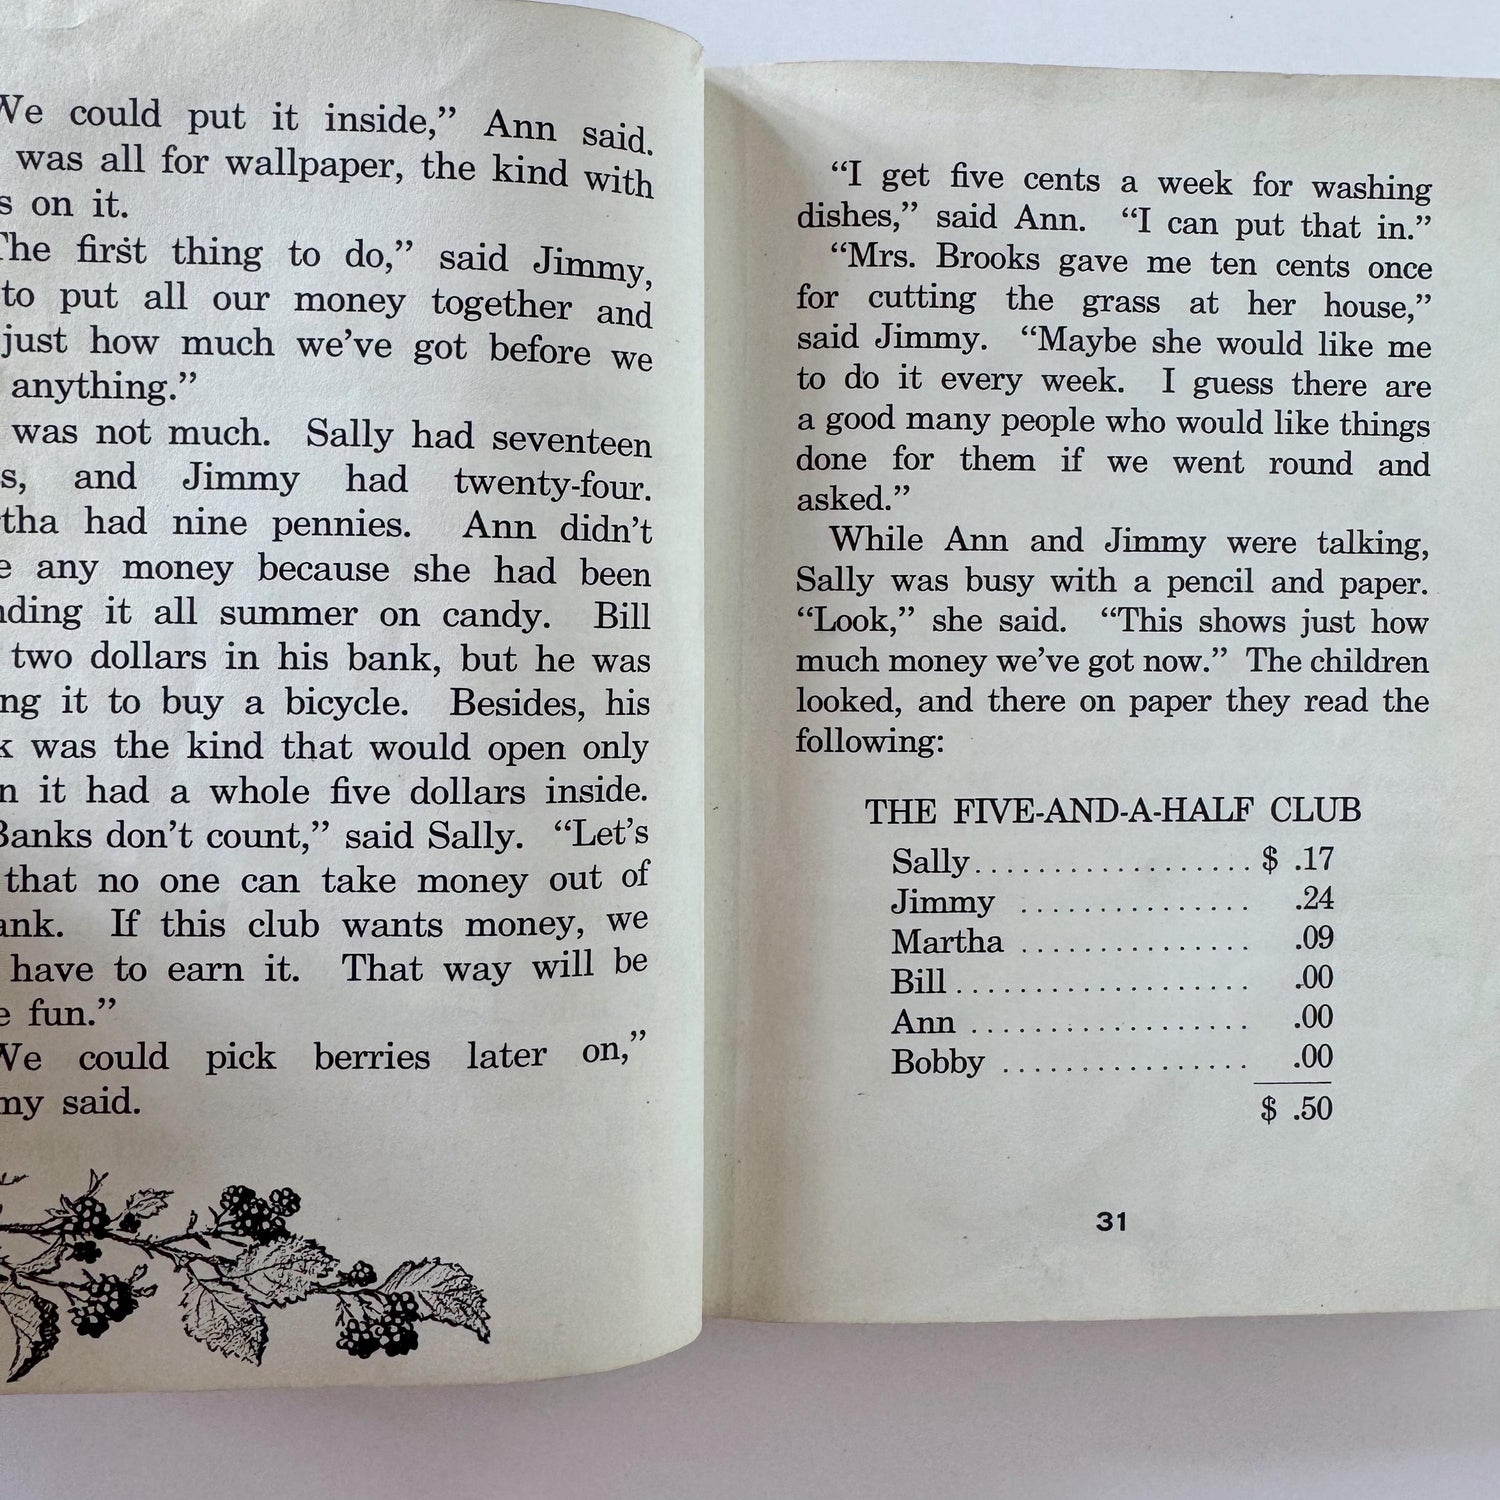 We could put it inside,” Ann said.
was all for wallpaper, the kind with
s on it.
The first thing to do,” said Jimmy,
to put all our money together and
just how much we’ve got before we
anything.”
was not much. Sally had seventeen
s, and Jimmy had twenty-four.
tha had nine pennies. Ann didn’t
e any money because she had been
nding it all summer on candy. Bill
two dollars in his bank, but he was
ng it to buy a bicycle. Besides, his
k was the kind that would open only
n it had a whole five dollars inside.
Banks don’t count,” said Sally. “Let’s
that no one can take money out of
ank. If this club wants money, we
have to earn it. That way will be
e fun.”
We could pick berries later on,”
my said.
“I get five cents a week for washing
dishes,” said Ann. “I can put that in.”
“Mrs. Brooks gave me ten cents once
for cutting the grass at her house,”
said Jimmy. “Maybe she would like me
to do it every week. I guess there are
a good many people who would like things
done for them if we went round and
asked.”
While Ann and Jimmy were talking,
Sally was busy with a pencil and paper.
“Look,” she said. “This shows just how
much money we’ve got now.” The children
looked, and there on paper they read the
following:
THE FIVE-AND-A-HALF CLUB
Sally.................... $ .17
Jimmy ............... .24
Martha ............... .09
Bill ................... .00
Ann .................. .00
Bobby ................ .00
$ .50
31